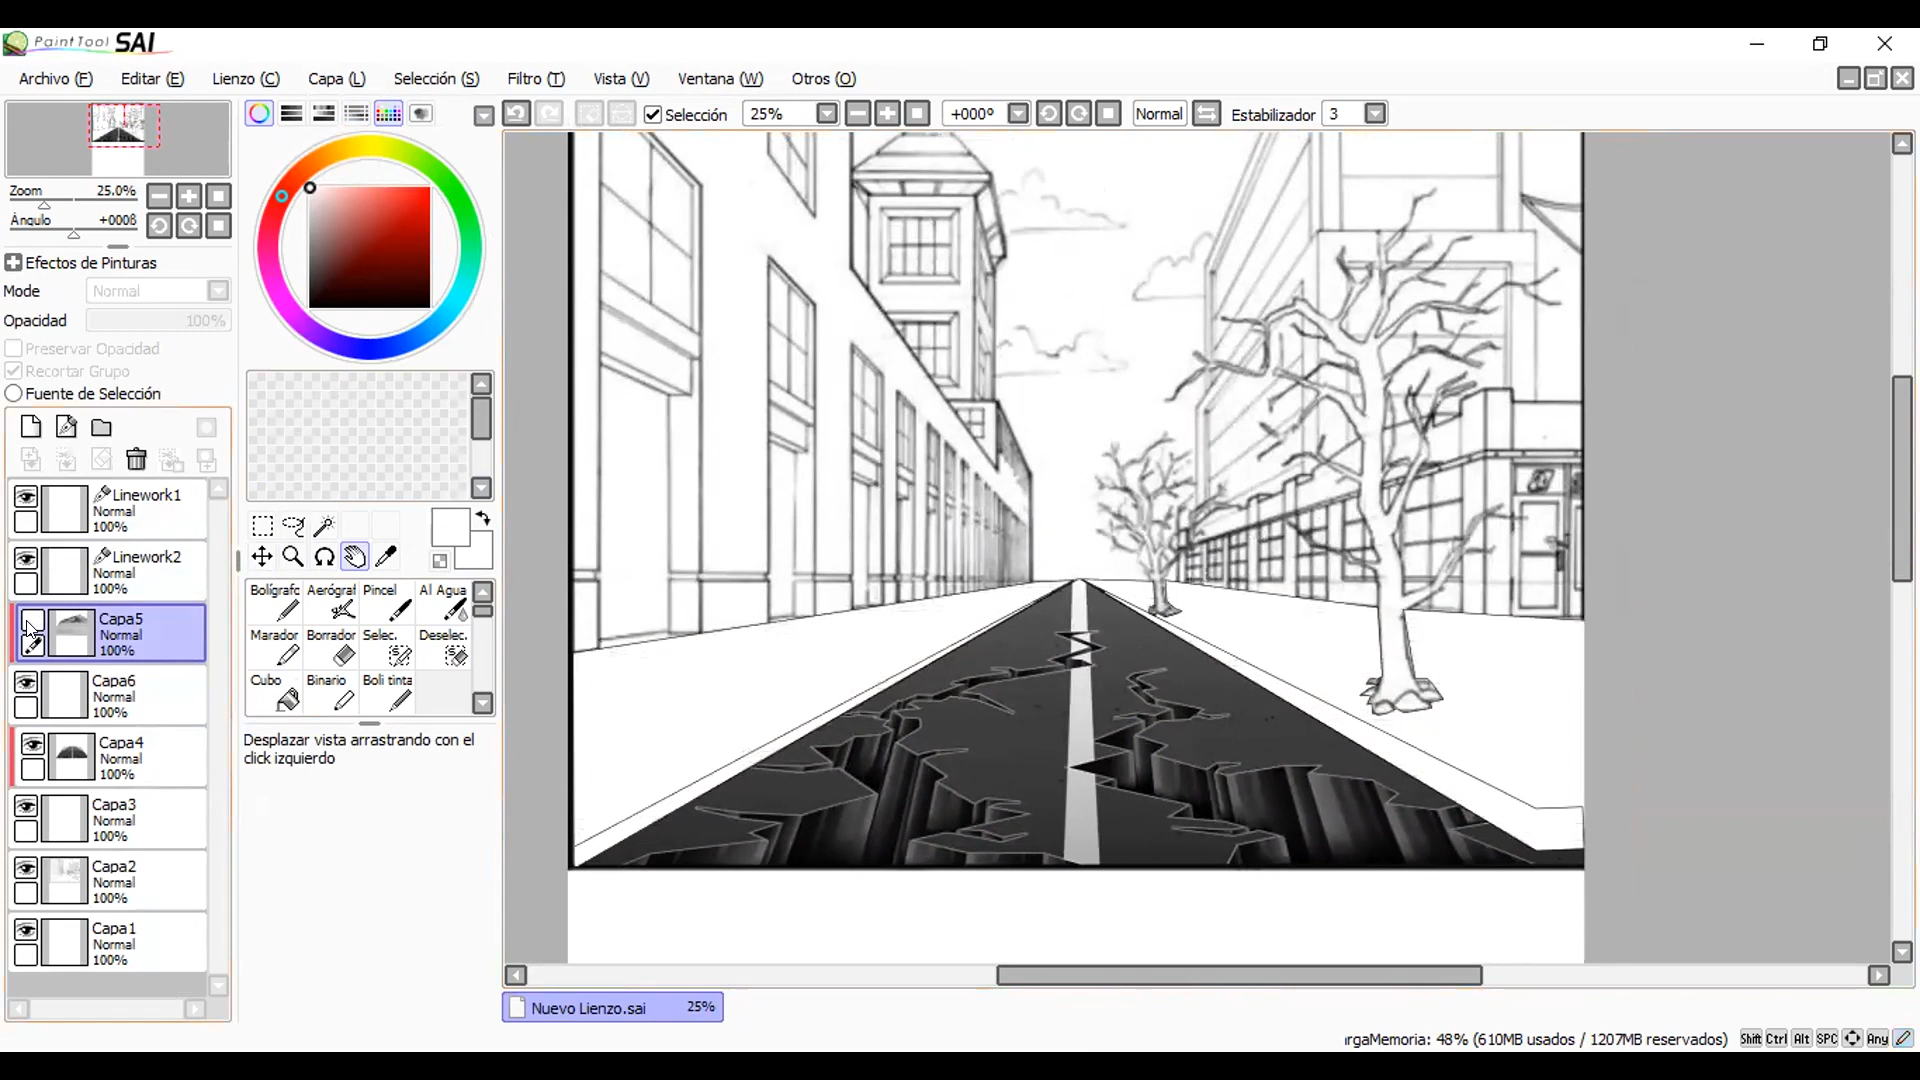 PaintTool SAI
Archivo (F) Editar (E) Lienzo (C) Capa (L) Selección (S) Filtro (T) Vista (V) Ventana (W) Otros (O)
Selección 25% +000º Normal Estabilizador 3
Zoom 25.0%
Ángulo +000ß
Efectos de Pinturas
Mode Normal
Opacidad 100%
Preservar Opacidad
Recortar Grupo
Fuente de Selección
Linework1
Normal
100%
Linework2
Normal
100%
Capa5
Normal
100%
Capa6
Normal
100%
Capa4
Normal
100%
Capa3
Normal
100%
Capa2
Normal
100%
Capa1
Normal
100%
Bolígrafc Aerógraf Pincel Al Agua
Marador Borrador Selec. Deselec.
Cubo Binario Boli tinta
Desplazar vista arrastrando con el
click izquierdo
Nuevo Lienzo.sai 25%
argaMemoria: 48% (610MB usados / 1207MB reservados) Shift Ctrl Alt SPC Any